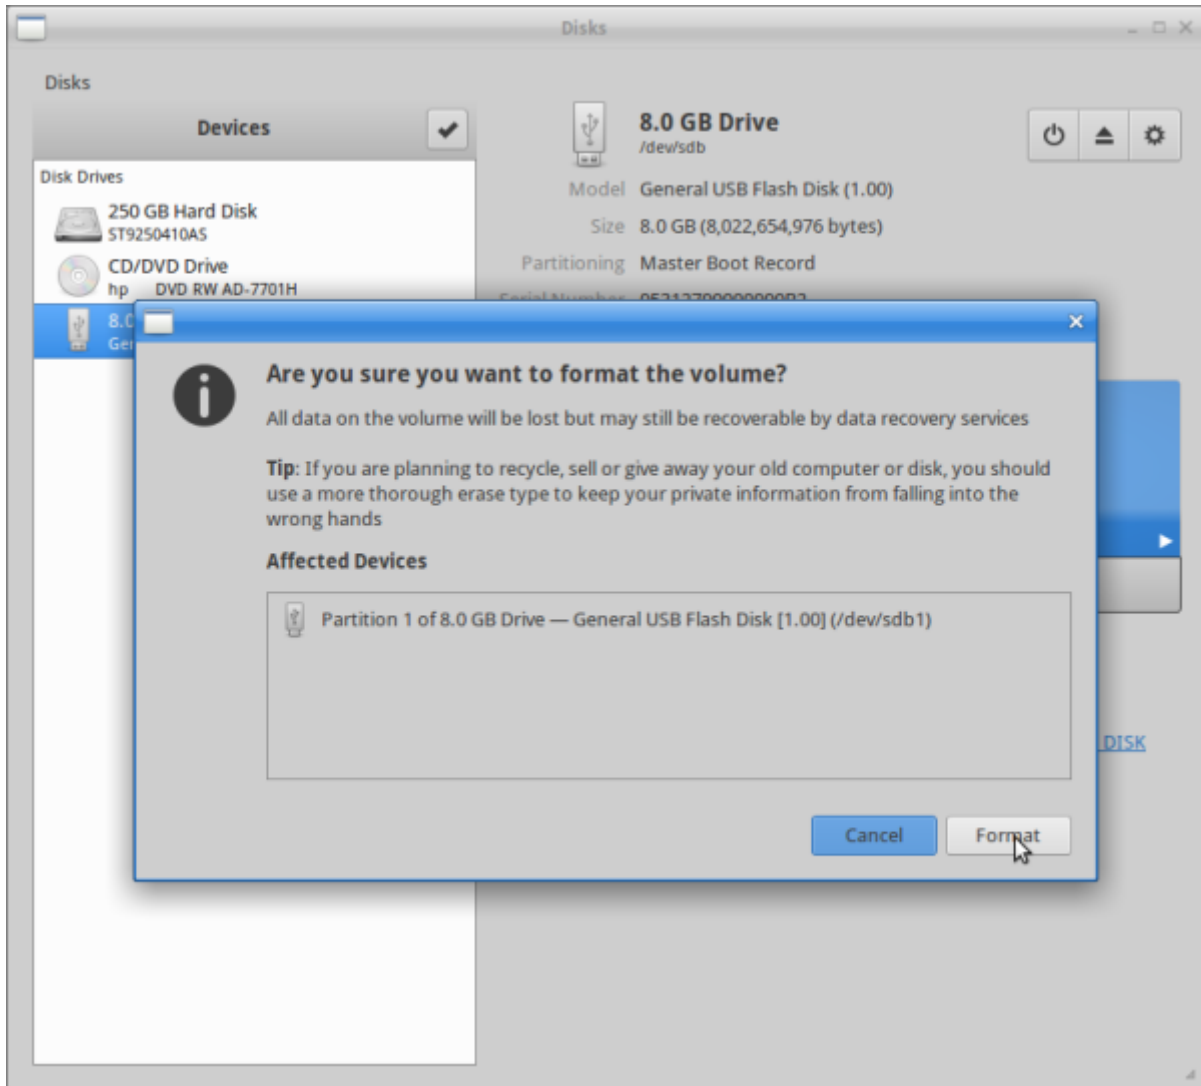 Disks
Disks
Devices
Disk Drives
250 GB Hard Disk
ST9250410AS
CD/DVD Drive
hp DVD RW AD-7701H
8.0 GB Drive
/dev/sdb
Model General USB Flash Disk (1.00)
Size 8.0 GB (8,022,654,976 bytes)
Partitioning Master Boot Record
Serial Number
Are you sure you want to format the volume?
All data on the volume will be lost but may still be recoverable by data recovery services
Tip: If you are planning to recycle, sell or give away your old computer or disk, you should
use a more thorough erase type to keep your private information from falling into the
wrong hands
Affected Devices
Partition 1 of 8.0 GB Drive — General USB Flash Disk [1.00] (/dev/sdb1)
DISK
Cancel Format